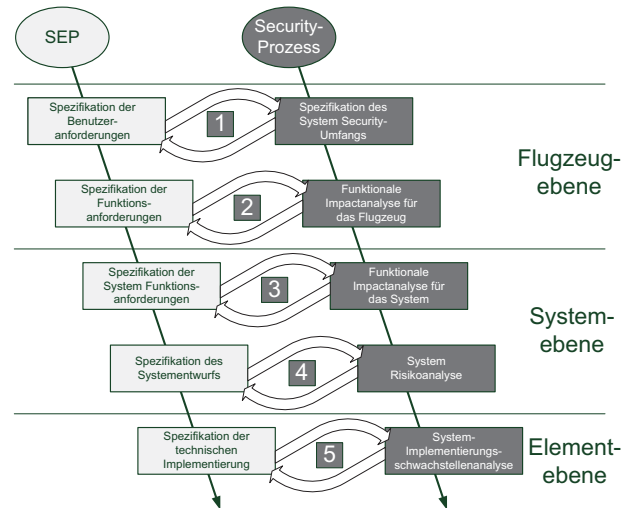 SEP
Security-
Prozess
Spezifikation der
Benutzer-
anforderungen
1
Spezifikation des
System Security-
Umfangs
Flugzeug-
ebene
Spezifikation der
Funktions-
anforderungen
2
Funktionale
Impactanalyse für
das Flugzeug
Spezifikation der
System Funktions-
anforderungen
3
Funktionale
Impactanalyse für
das System
System-
ebene
Spezifikation des
Systementwurfs
4
System
Risikoanalyse
Spezifikation der
technischen
Implementierung
5
System-
Implementierungs-
schwachstellenanalyse
Element-
ebene